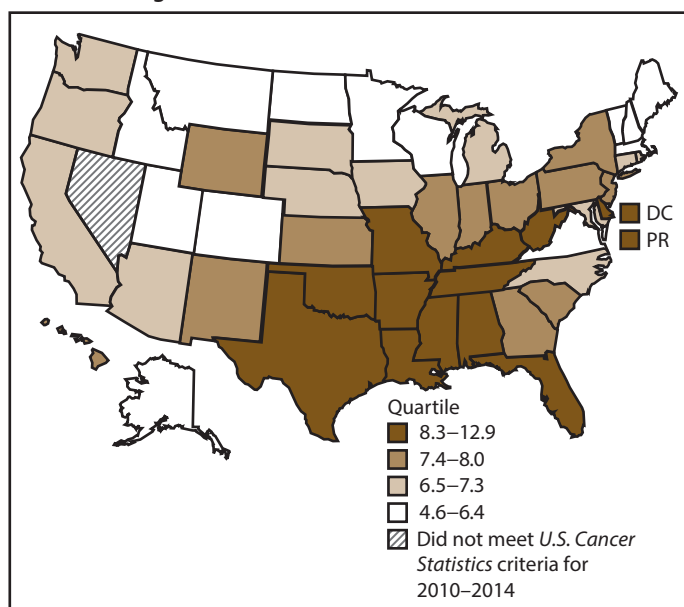 DC
PR
Quartile
8.3–12.9
7.4–8.0
6.5–7.3
4.6–6.4
Did not meet U.S. Cancer
Statistics criteria for
2010–2014